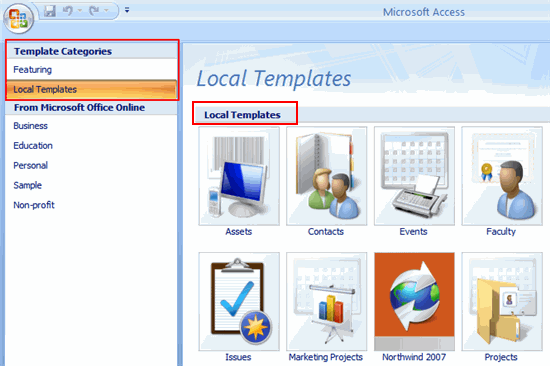 Microsoft Access
Template Categories
Featuring
Local Templates
From Microsoft Office Online
Business
Education
Personal
Sample
Non-profit
Local Templates
Local Templates
Assets
Contacts
Events
Faculty
Issues
Marketing Projects
Northwind 2007
Projects